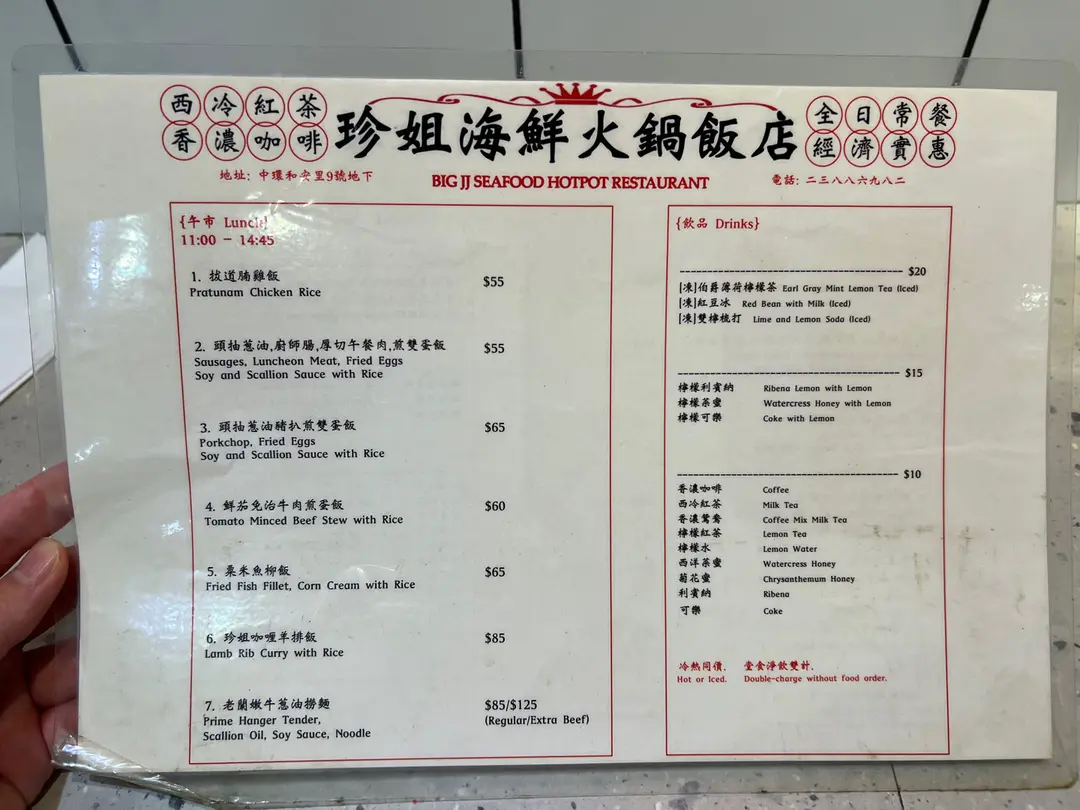 西冷紅茶
香濃咖啡
珍姐海鮮火鍋飯店
全日常餐
經濟實惠
地址: 中環和安里9號地下
BIG JJ SEAFOOD HOTPOT RESTAURANT
電話: 二三八八六九八二
{午市 Lunch}
11:00 - 14:45
1. 拔道腩雞飯
Pratunam Chicken Rice
$55
2. 頭抽蔥油,廚師腸,厚切午餐肉,煎雙蛋飯
$55
Sausages, Luncheon Meat, Fried Eggs
Soy and Scallion Sauce with Rice
3. 頭抽蔥油豬扒煎雙蛋飯
$65
Porkchop, Fried Eggs
Soy and Scallion Sauce with Rice
4. 鮮茄免治牛肉煎蛋飯
$60
Tomato Minced Beef Stew with Rice
5. 粟米魚柳飯
$65
Fried Fish Fillet, Corn Cream with Rice
6. 珍姐咖喱羊排飯
$85
Lamb Rib Curry with Rice
7. 老蘭嫩牛蔥油撈麵
$85/$125
Prime Hanger Tender,
(Regular/Extra Beef)
Scallion Oil, Soy Sauce, Noodle
{飲品 Drinks}
$20
[凍]伯爵薄荷檸檬茶 Earl Gray Mint Lemon Tea (Iced)
[凍]紅豆冰 Red Bean with Milk (Iced)
[凍]雙檸梳打 Lime and Lemon Soda (Iced)
$15
檸檬利賓納 Ribena Lemon with Lemon
檸檬茶蜜 Watercress Honey with Lemon
檸檬可樂 Coke with Lemon
$10
香濃咖啡 Coffee
西冷紅茶 Milk Tea
香濃鴛鴦 Coffee Mix Milk Tea
檸檬紅茶 Lemon Tea
檸檬水 Lemon Water
西洋茶蜜 Watercress Honey
菊花蜜 Chrysanthemum Honey
利賓納 Ribena
可樂 Coke
冷熱同價. 堂食淨飲雙計.
Hot or Iced. Double-charge without food order.